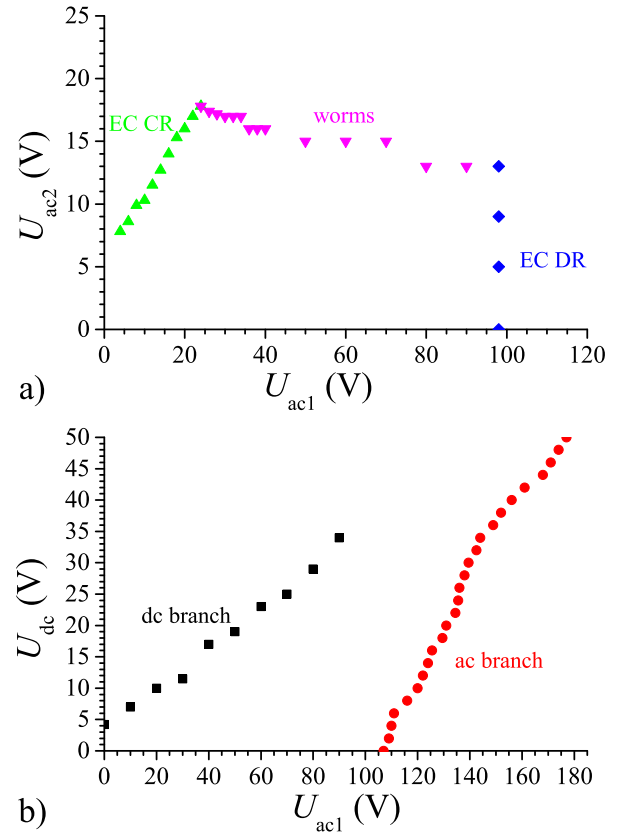 25
20
15
10
5
0
U_ac2 (V)
EC CR
worms
EC DR
0 20 40 60 80 100 120
a)
U_ac1 (V)
50
45
40
35
30
25
20
15
10
5
0
U_dc (V)
dc branch
ac branch
0 20 40 60 80 100 120 140 160 180
b)
U_ac1 (V)